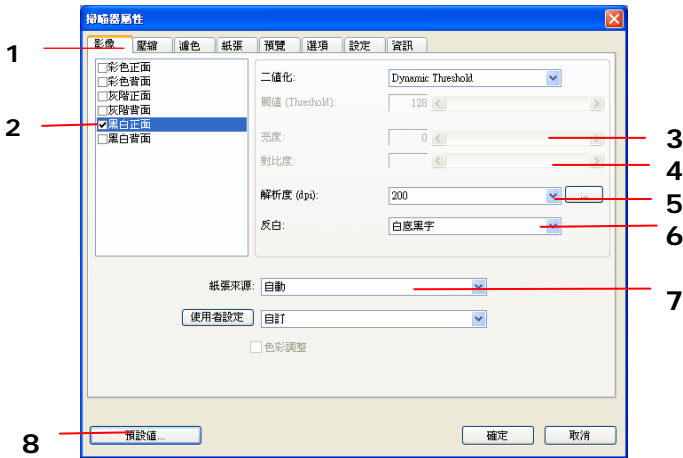 掃瞄器屬性
影像 壓縮 濾色 紙張 預覽 選項 設定 資訊
1
彩色正面
彩色背面
灰階正面
灰階背面
黑白正面
黑白背面
2
二值化: Dynamic Threshold
閥值 (Threshold): 128
亮度: 0
3
對比度:
4
解析度 (dpi): 200 ...
5
反白: 白底黑字
6
紙張來源: 自動
7
使用者設定 自訂
色彩調整
8
預設值... 確定 取消